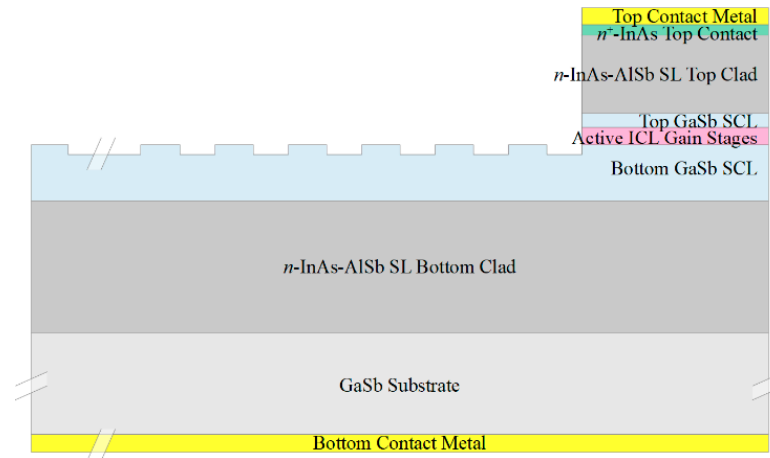 Top Contact Metal
n⁺-InAs Top Contact
n-InAs-AlSb SL Top Clad
Top GaSb SCL
Active ICL Gain Stages
Bottom GaSb SCL
n-InAs-AlSb SL Bottom Clad
GaSb Substrate
Bottom Contact Metal